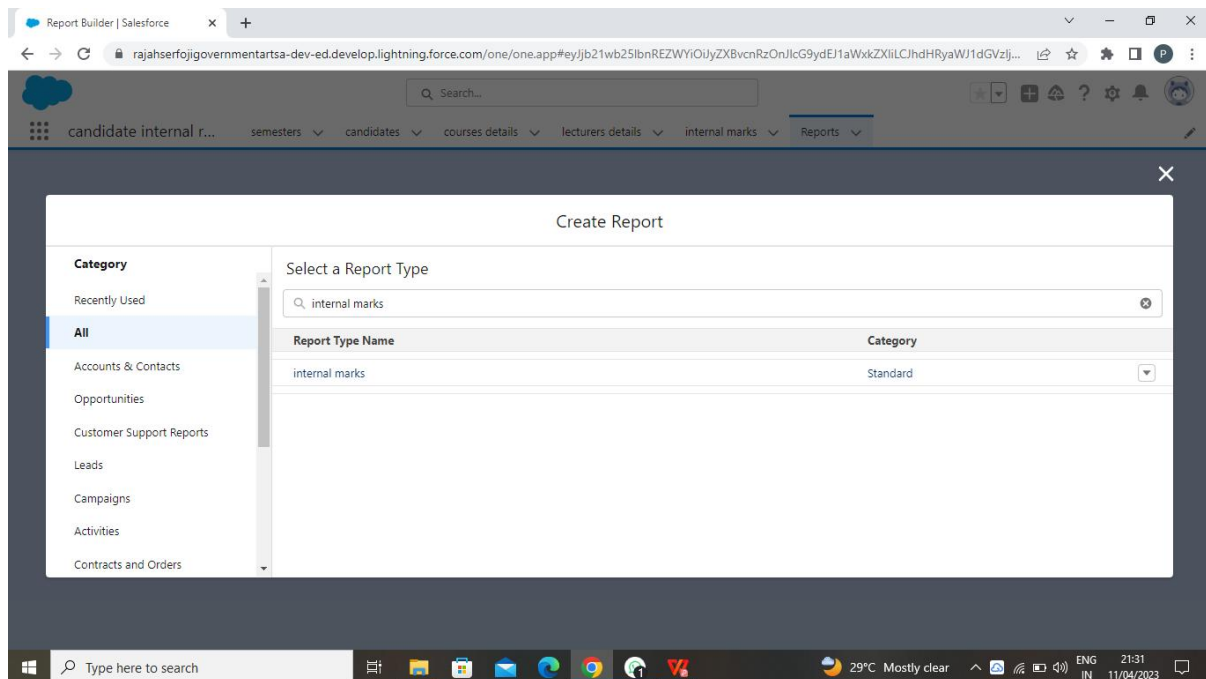 Report Builder | Salesforce
rajahserfojigovernmentartsa-dev-ed.develop.lightning.force.com/one/one.app#eyJjb21wb25lbnREZWYiOiJyZXBvcnRzOnJlcG9ydEJ1aWxkZXIiLCJhdHRyaWJ1dGVzIj...
P
Search...
candidate internal r...
semesters
candidates
courses details
lecturers details
internal marks
Reports
Create Report
Category
Recently Used
All
Accounts & Contacts
Opportunities
Customer Support Reports
Leads
Campaigns
Activities
Contracts and Orders
Select a Report Type
internal marks
Report Type Name Category
internal marks Standard
Type here to search
29°C Mostly clear
ENG
IN
21:31
11/04/2023